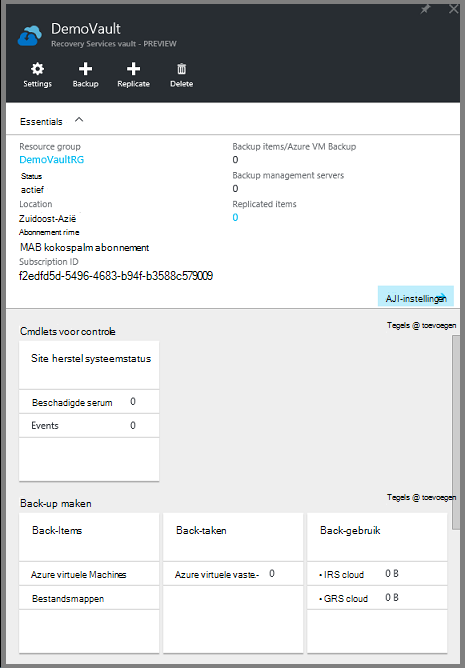 DemoVault
Recovery Services vault - PREVIEW
Settings Backup Replicate Delete
Essentials
Resource group
DemoVaultRG
Status
actief
Location
Zuidoost-Azië
Abonnement rime
MAB kokospalm abonnement
Subscription ID
f2edfd5d-5496-4683-b94f-b3588c579009
Backup items/Azure VM Backup
0
Backup management servers
0
Replicated items
0
AJI-instellingen
Cmdlets voor controle
Tegels @ toevoegen
Site herstel systeemstatus
Beschadigde serum 0
Events 0
Back-up maken
Tegels @ toevoegen
Back-Items
Azure virtuele Machines
Bestandsmappen
Back-taken
Azure virtuele vaste.- 0
Back-gebruik
• IRS cloud 0 B
• GRS cloud 0 B